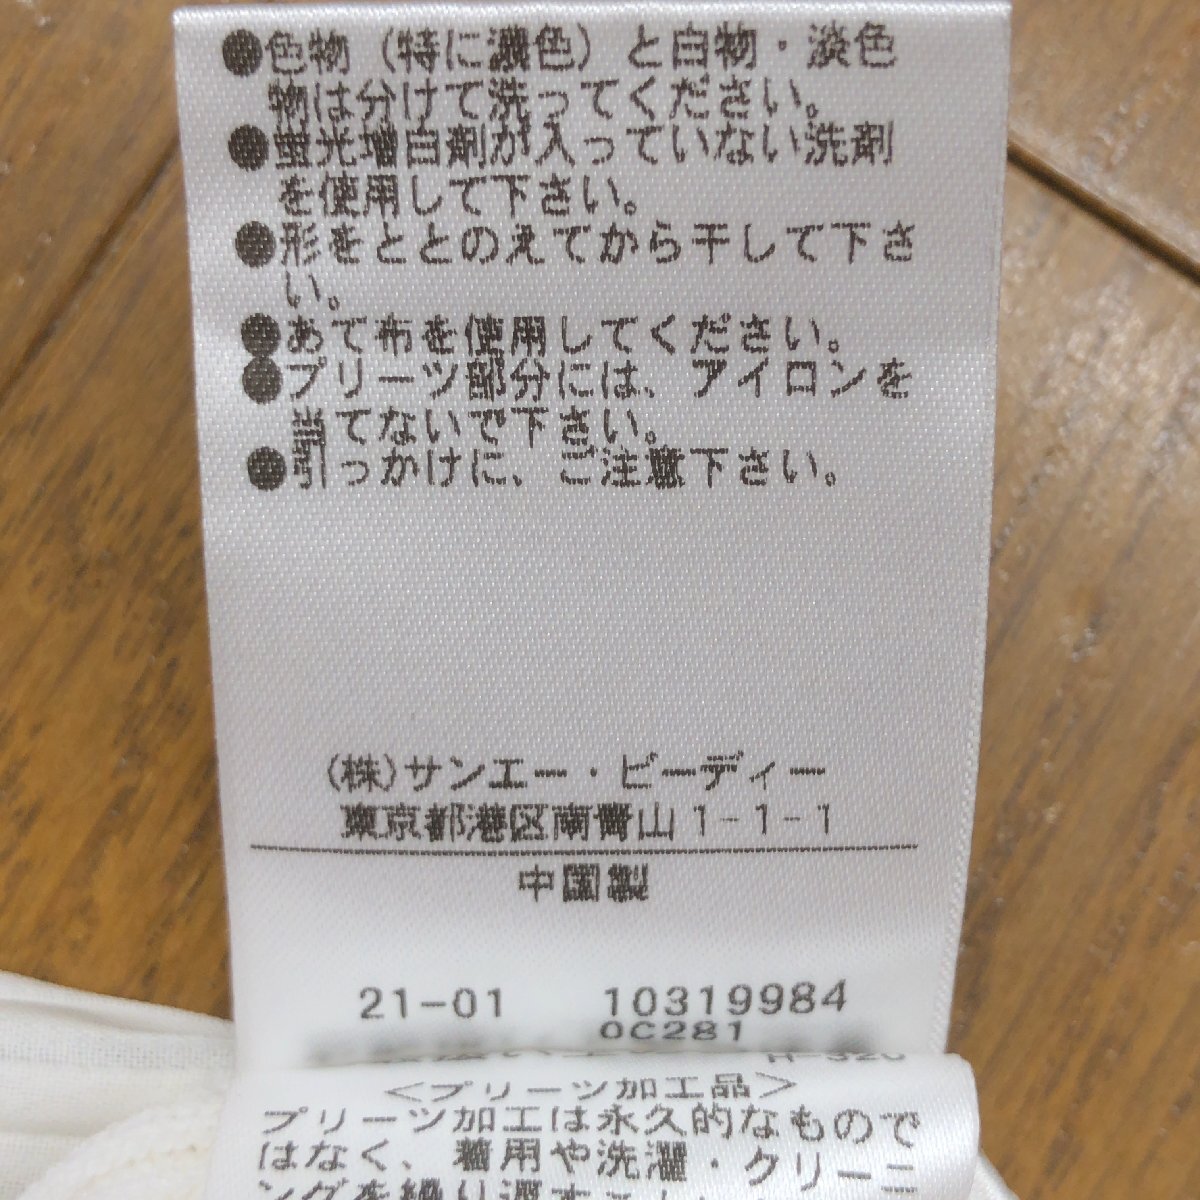 ●色物(特に濃色)と白物・淡色
物は分けて洗ってください。
●蛍光増白剤が入っていない洗剤
を使用して下さい。
●形をととのえてから干して下さ
い。
●あて布を使用してください。
●プリーツ部分には、アイロンを
当てないで下さい。
●引っかけに、ご注意下さい。
(株)サンエー・ビーディー
東京都港区南青山1-1-1
中国製
21-01 10319984
0C281
<プリーツ加工品>
プリーツ加工は永久的なもので
はなく、着用や洗濯・クリーニ
ングを繰り返す